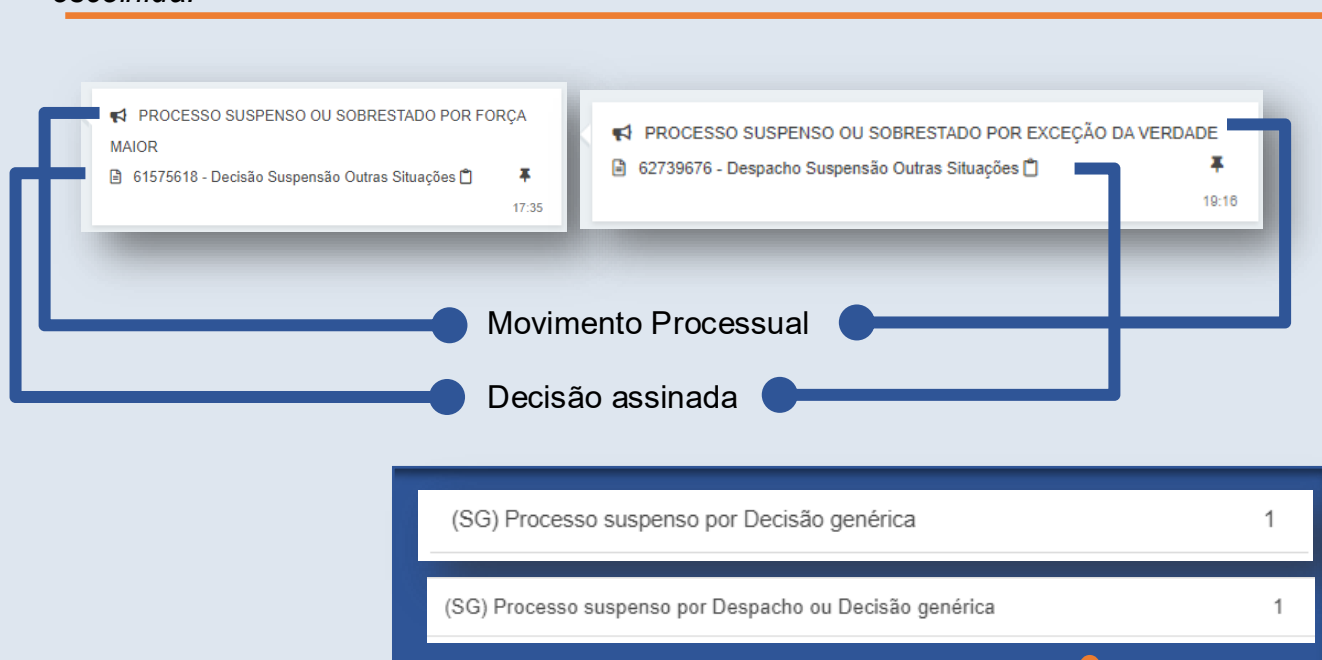 escolhida.
PROCESSO SUSPENSO OU SOBRESTADO POR FORÇA
MAIOR
61575618 - Decisão Suspensão Outras Situações
17:35
PROCESSO SUSPENSO OU SOBRESTADO POR EXCEÇÃO DA VERDADE
62739676 - Despacho Suspensão Outras Situações
19:16
Movimento Processual
Decisão assinada
(SG) Processo suspenso por Decisão genérica 1
(SG) Processo suspenso por Despacho ou Decisão genérica 1